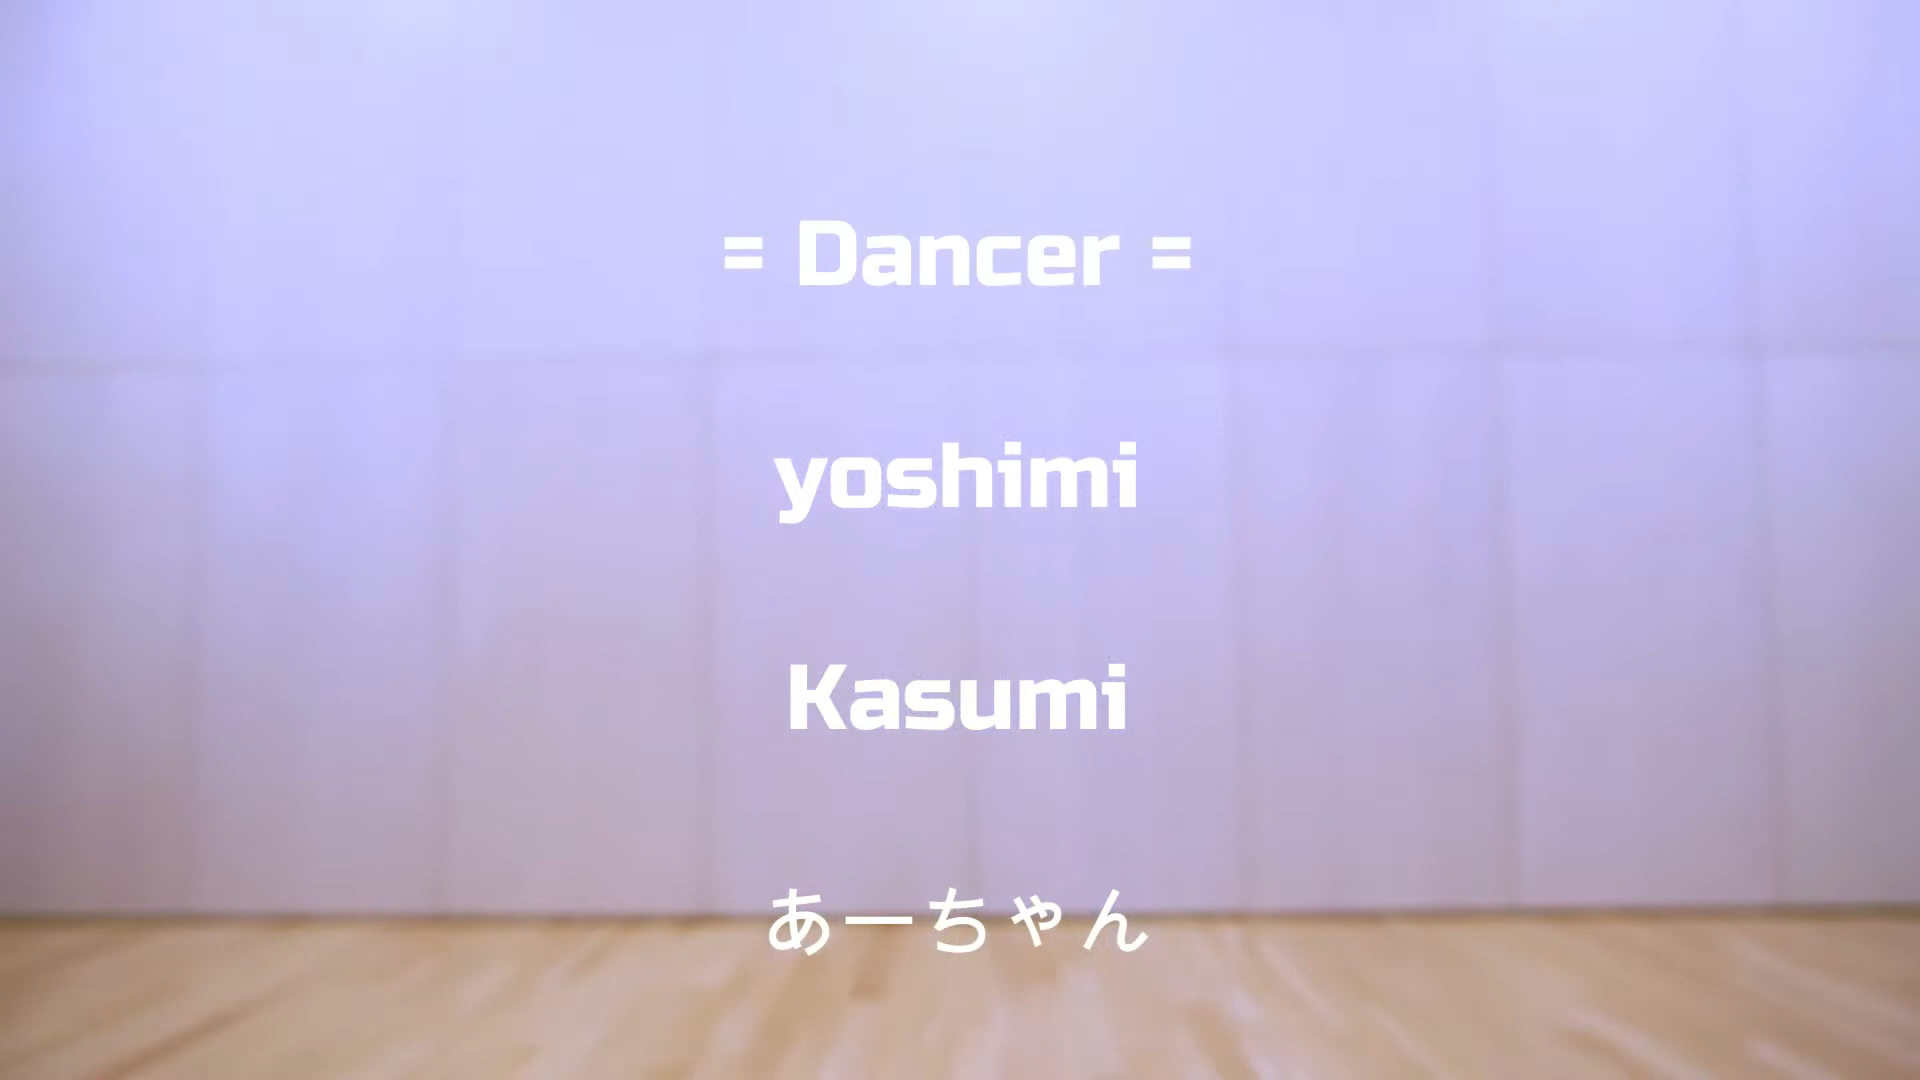 = Dancer =
yoshimi
Kasumi
あーちゃん